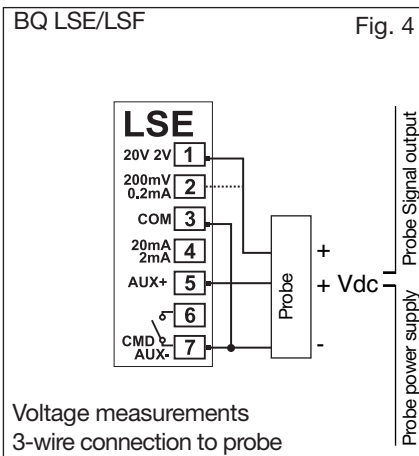 BQ LSE/LSF
Fig. 4
LSE
20V 2V 1
200mV
0.2mA 2
COM 3
20mA
2mA 4
AUX+ 5
6
CMD
AUX- 7
Probe
+
+ Vdc
-
Probe Signal output
Probe power supply
Voltage measurements
3-wire connection to probe